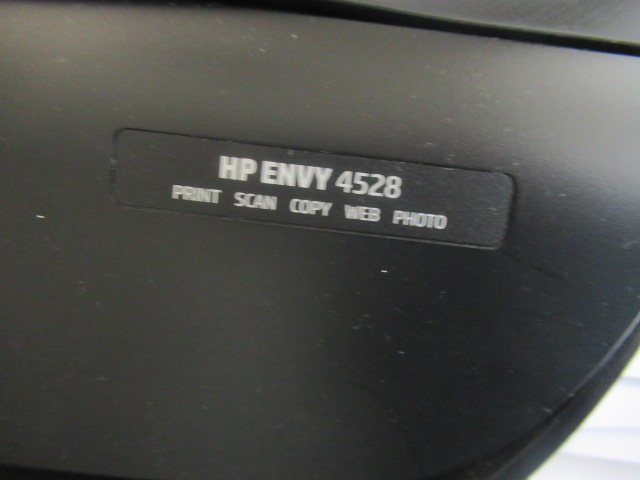 HP ENVY 4528
PRINT SCAN COPY WEB PHOTO